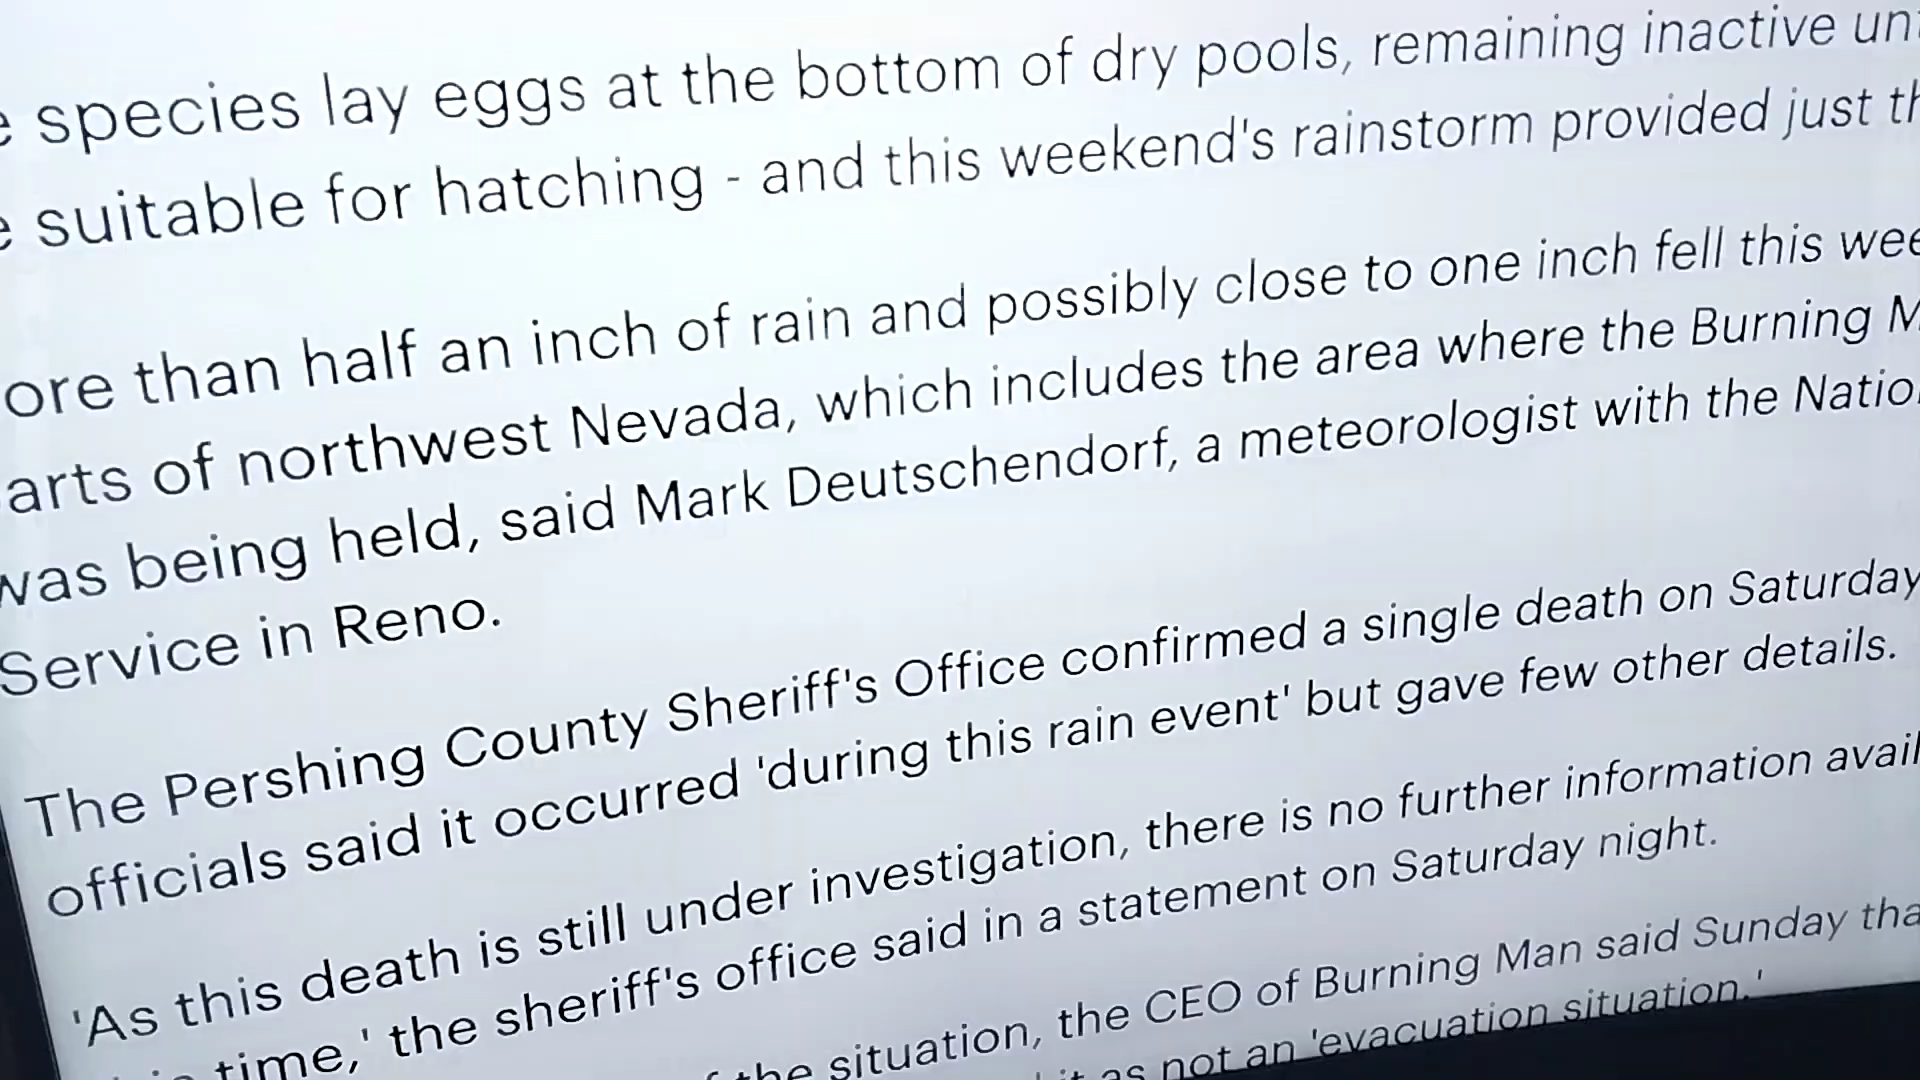 species lay eggs at the bottom of dry pools, remaining inactive
suitable for hatching - and this weekend's rainstorm provided just
ore than half an inch of rain and possibly close to one inch fell this
arts of northwest Nevada, which includes the area where the Burning
was being held, said Mark Deutschendorf, a meteorologist with the
Service in Reno.
The Pershing County Sheriff's Office confirmed a single death on Saturday
officials said it occurred 'during this rain event' but gave few other details.
'As this death is still under investigation, there is no further information
time,' the sheriff's office said in a statement on Saturday night.
the situation, the CEO of Burning Man said Sunday
it as not an 'evacuation situation.'